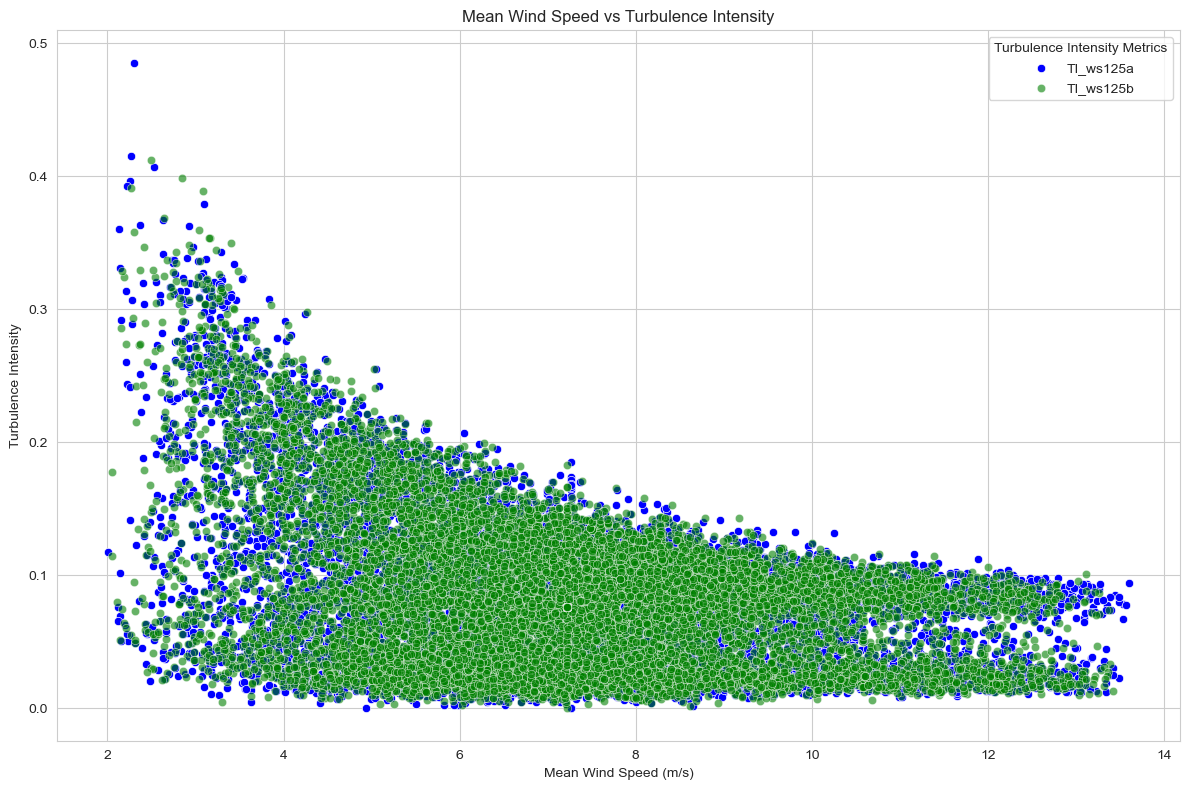 Mean Wind Speed vs Turbulence Intensity
Turbulence Intensity Metrics
TI_ws125a
TI_ws125b
0.5
0.4
0.3
0.2
0.1
0.0
Turbulence Intensity
2 4 6 8 10 12 14
Mean Wind Speed (m/s)